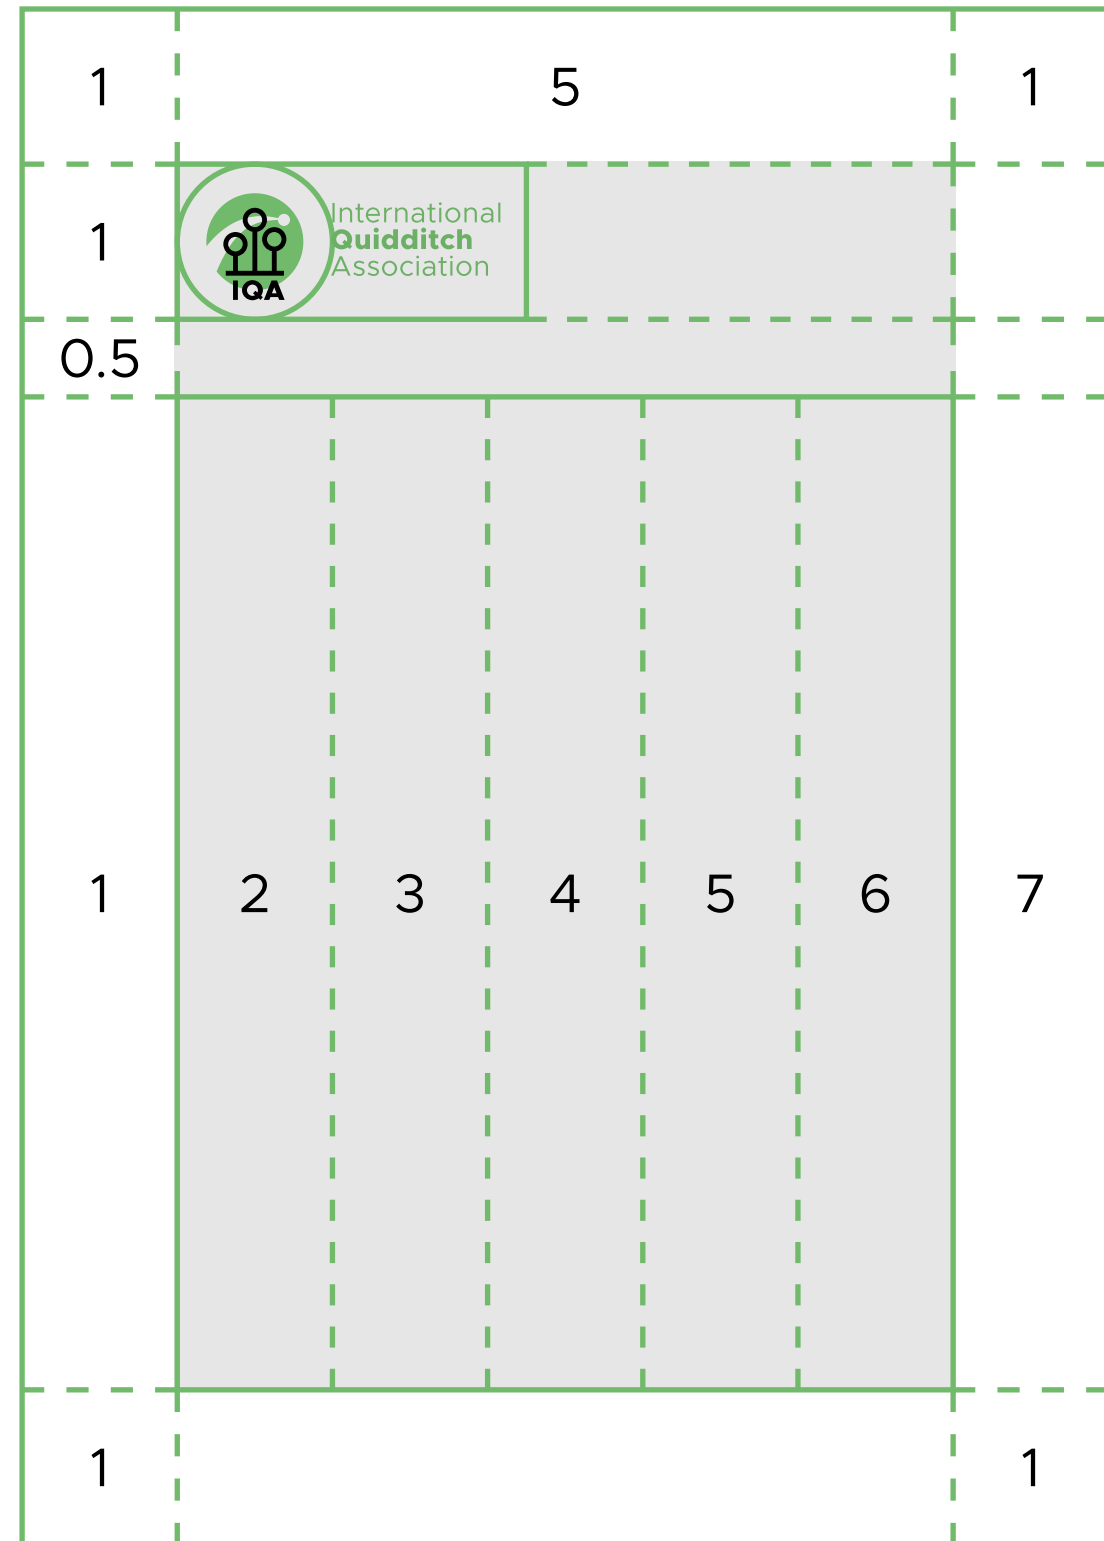 1 5 1
1
International
Quidditch
Association
IQA
0.5
1 2 3 4 5 6 7
1 1